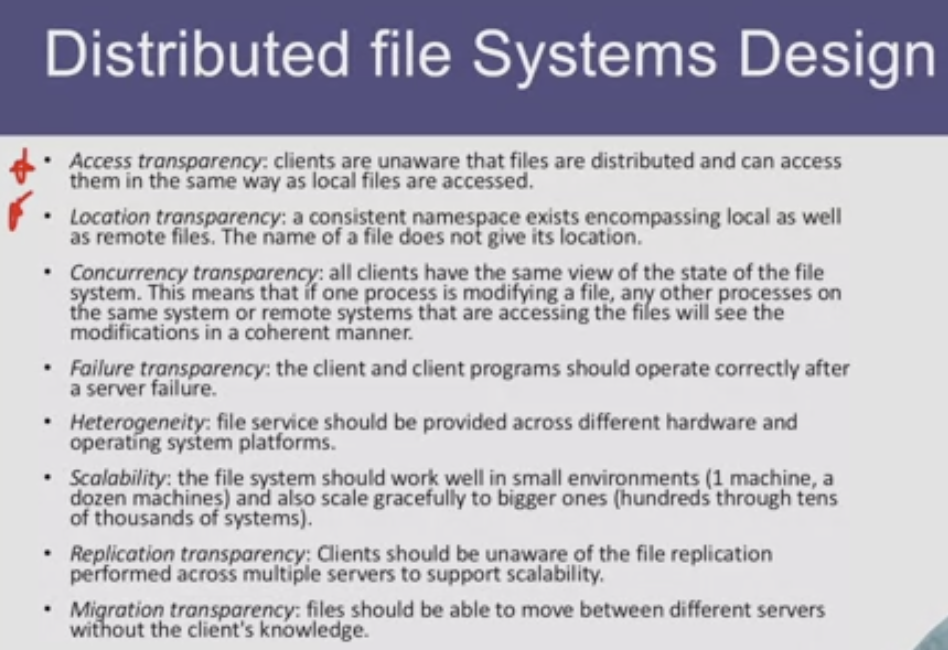 Distributed file Systems Design
• Access transparency: clients are unaware that files are distributed and can access
them in the same way as local files are accessed.
• Location transparency: a consistent namespace exists encompassing local as well
as remote files. The name of a file does not give its location.
• Concurrency transparency: all clients have the same view of the state of the file
system. This means that if one process is modifying a file, any other processes on
the same system or remote systems that are accessing the files will see the
modifications in a coherent manner.
• Failure transparency: the client and client programs should operate correctly after
a server failure.
• Heterogeneity: file service should be provided across different hardware and
operating system platforms.
• Scalability: the file system should work well in small environments (1 machine, a
dozen machines) and also scale gracefully to bigger ones (hundreds through tens
of thousands of systems).
• Replication transparency: Clients should be unaware of the file replication
performed across multiple servers to support scalability.
• Migration transparency: files should be able to move between different servers
without the client's knowledge.